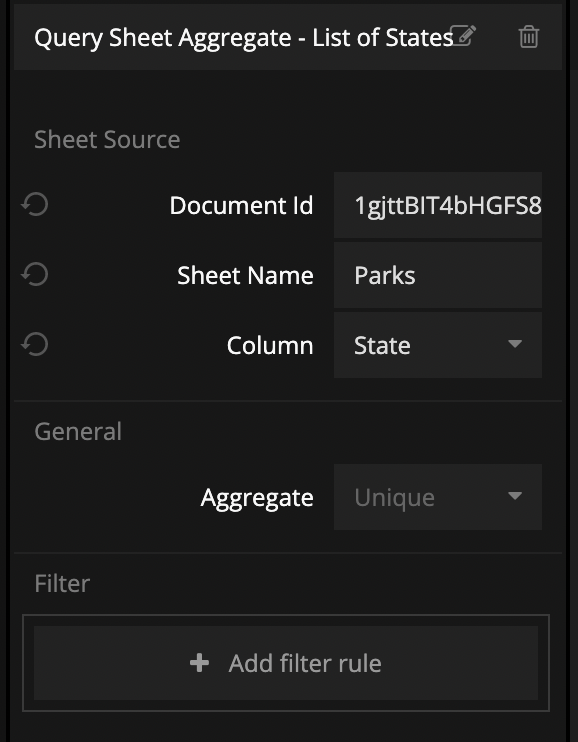 Query Sheet Aggregate - List of States
Sheet Source
Document Id 1gjttBIT4bHGFS8
Sheet Name Parks
Column State
General
Aggregate Unique
Filter
Add filter rule